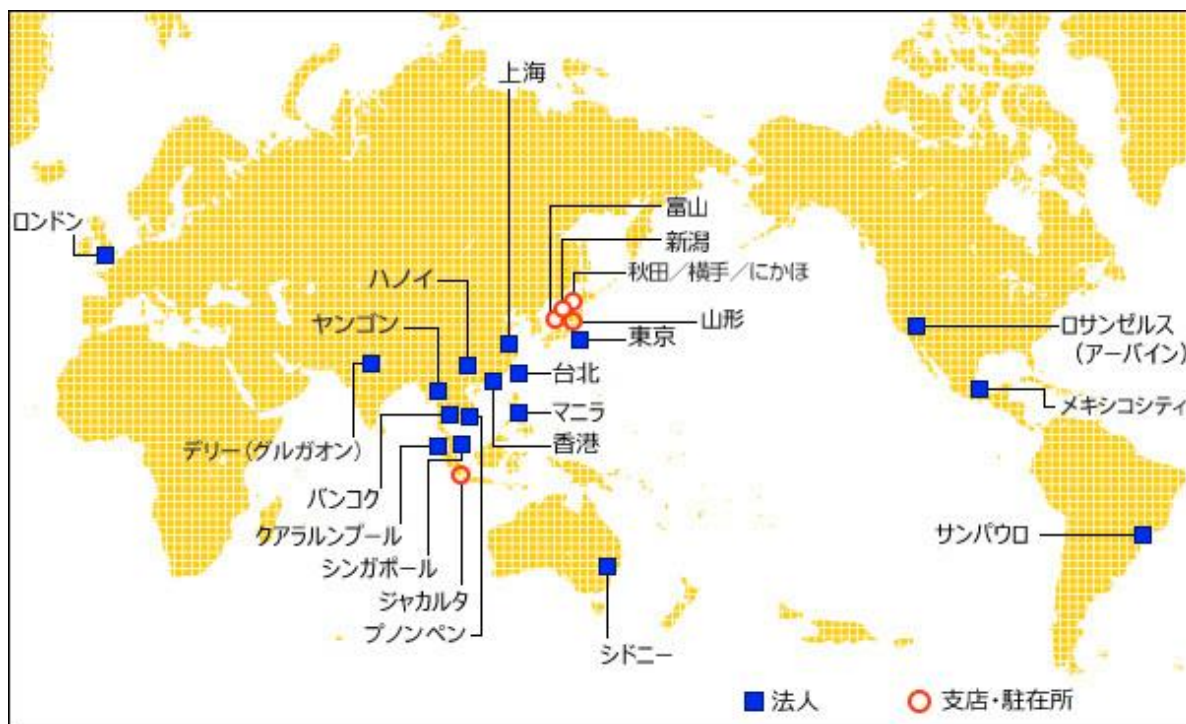 上海
富山
ロンドン
新潟
秋田／横手／にかほ
ハノイ
ヤンゴン
山形
東京
ロサンゼルス
（アーバイン）
台北
マニラ
メキシコシティ
香港
デリー（グルガオン）
バンコク
クアラルンプール
サンパウロ
シンガポール
ジャカルタ
プノンペン
シドニー
法人
支店・駐在所